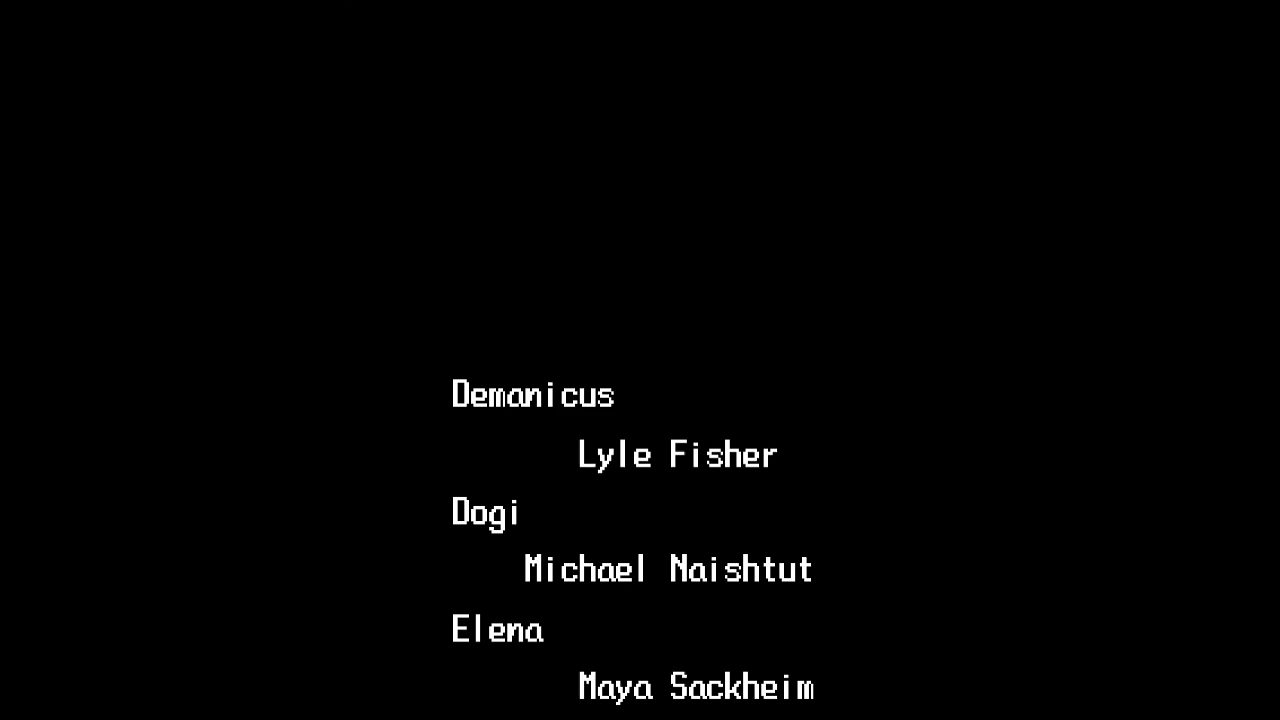 Demanicus
Lyle Fisher
Dogi
Michael Naishtut
Elena
Maya Sackheim